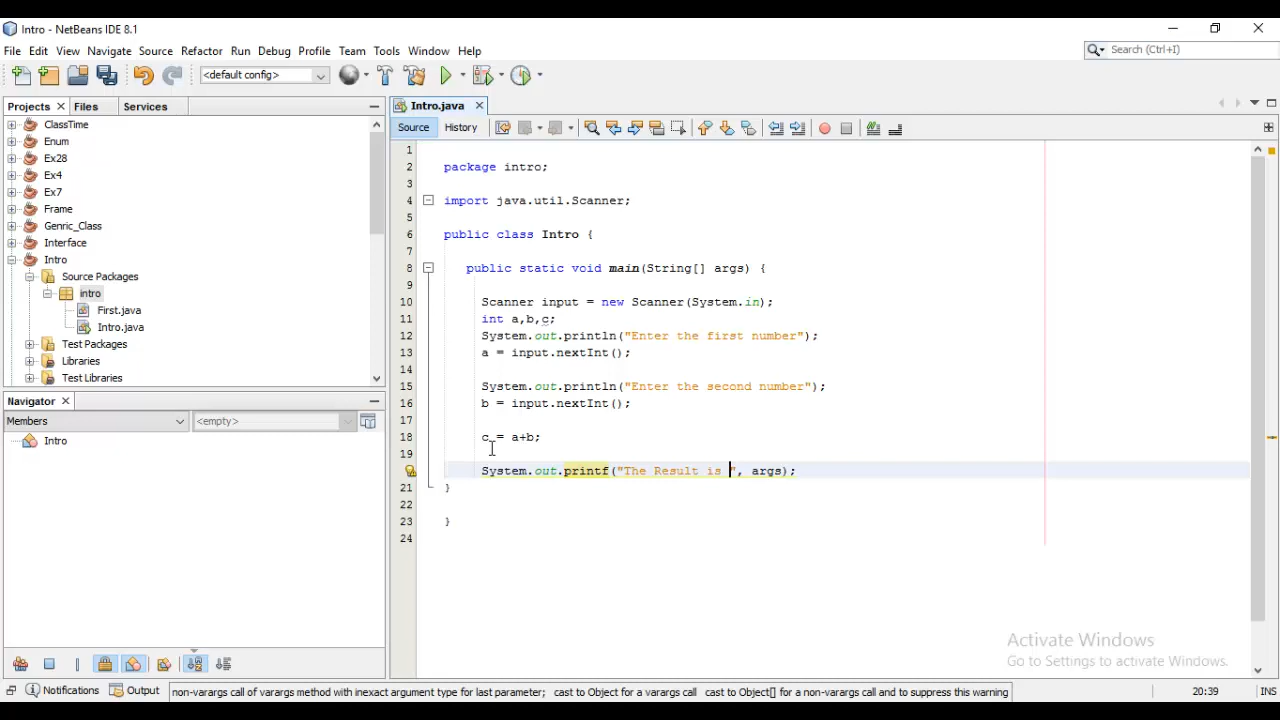 Intro - NetBeans IDE 8.1
File Edit View Navigate Source Refactor Run Debug Profile Team Tools Window Help
Search (Ctrl+I)
<default config>
Projects Files Services
ClassTime
Enum
Ex28
Ex4
Ex7
Frame
Genric_Class
Interface
Intro
Source Packages
intro
First.java
Intro.java
Test Packages
Libraries
Test Libraries
Navigator
Members <empty>
Intro
Intro.java
Source History
1
2 package intro;
3
4 import java.util.Scanner;
5
6 public class Intro {
7
8 public static void main(String[] args) {
9
10 Scanner input = new Scanner(System.in);
11 int a,b,c;
12 System.out.println("Enter the first number");
13 a = input.nextInt();
14
15 System.out.println("Enter the second number");
16 b = input.nextInt();
17
18 c = a+b;
19
System.out.printf("The Result is ", args);
21 }
22
23 }
24
Activate Windows
Go to Settings to activate Windows.
Notifications Output non-varargs call of varargs method with inexact argument type for last parameter; cast to Object for a varargs call cast to Object[] for a non-varargs call and to suppress this warning 20:39 INS